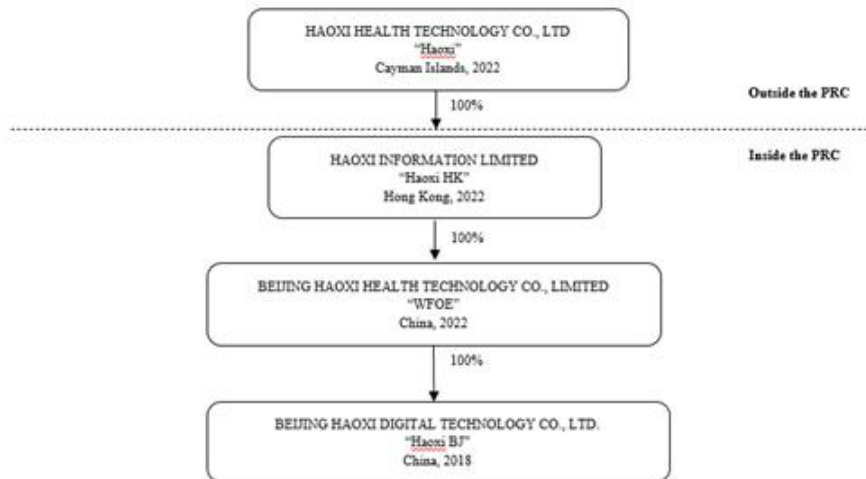 HAOXI HEALTH TECHNOLOGY CO., LTD
“Haoxi”
Cayman Islands, 2022
Outside the PRC
100%
Inside the PRC
HAOXI INFORMATION LIMITED
“Haoxi HK”
Hong Kong, 2022
100%
BEIJING HAOXI HEALTH TECHNOLOGY CO., LIMITED
“WFOE”
China, 2022
100%
BEIJING HAOXI DIGITAL TECHNOLOGY CO., LTD.
“Haoxi BJ”
China, 2018